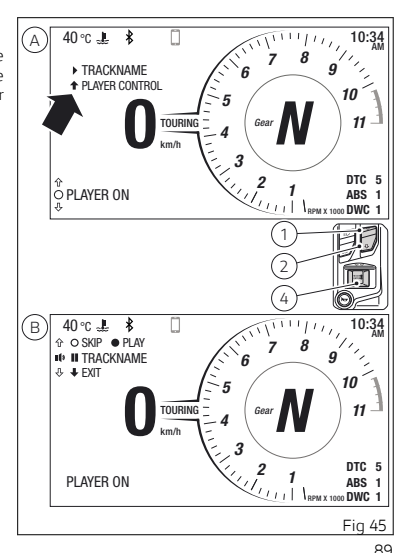 e
e
r
A
40 °C
10:34
AM
TRACKNAME
PLAYER CONTROL
0
km/h
TOURING
Gear
N
1
2
3
4
5
6
7
8
9
10
11
RPM X 1000
DTC 5
ABS 1
DWC 1
PLAYER ON
1
2
4
B
40 °C
10:34
AM
SKIP PLAY
TRACKNAME
EXIT
0
km/h
TOURING
Gear
N
1
2
3
4
5
6
7
8
9
10
11
RPM X 1000
DTC 5
ABS 1
DWC 1
PLAYER ON
Fig 45
89